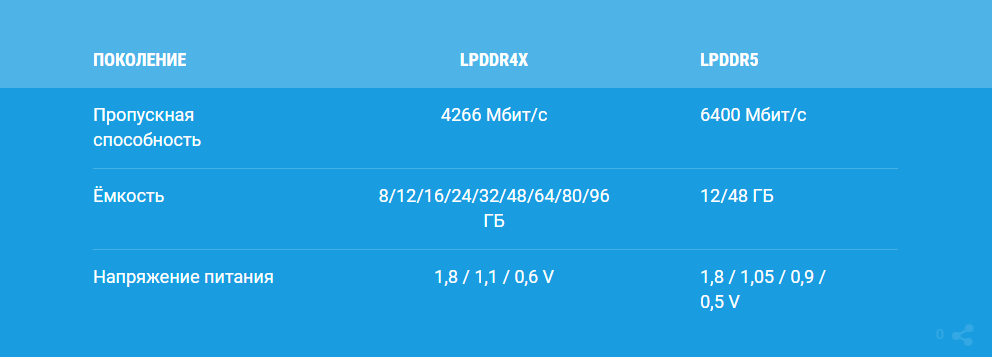 ПОКОЛЕНИЕ LPDDR4X LPDDR5
Пропускная 4266 Мбит/с 6400 Мбит/с
способность
Ёмкость 8/12/16/24/32/48/64/80/96 12/48 ГБ
ГБ
Напряжение питания 1,8 / 1,1 / 0,6 V 1,8 / 1,05 / 0,9 /
0,5 V
0